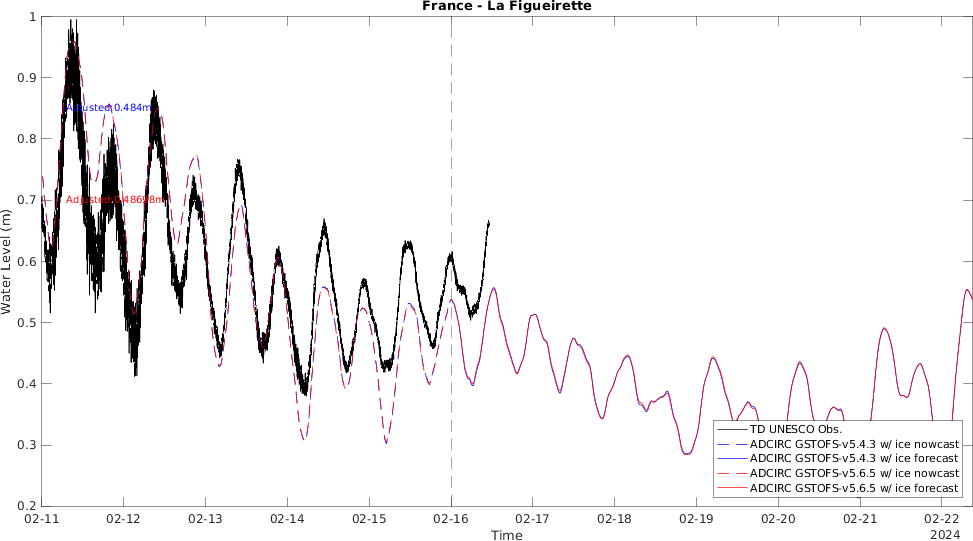 France - La Figueirette
Water Level (m)
1
0.9
0.8
0.7
0.6
0.5
0.4
0.3
0.2
Adjusted:0.484m
Adjusted:0.48698m
TD UNESCO Obs.
ADCIRC GSTOFS-v5.4.3 w/ ice nowcast
ADCIRC GSTOFS-v5.4.3 w/ ice forecast
ADCIRC GSTOFS-v5.6.5 w/ ice nowcast
ADCIRC GSTOFS-v5.6.5 w/ ice forecast
02-11 02-12 02-13 02-14 02-15 02-16 02-17 02-18 02-19 02-20 02-21 02-22
2024
Time